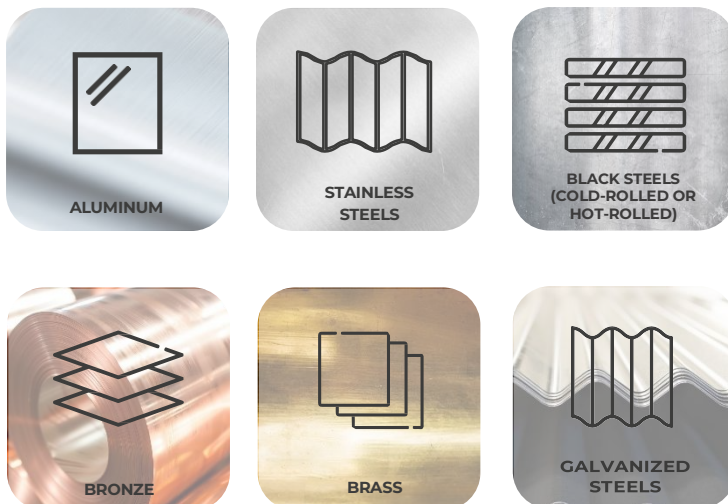 ALUMINUM
STAINLESS
STEELS
BLACK STEELS
(COLD-ROLLED OR
HOT-ROLLED)
BRONZE
BRASS
GALVANIZED
STEELS